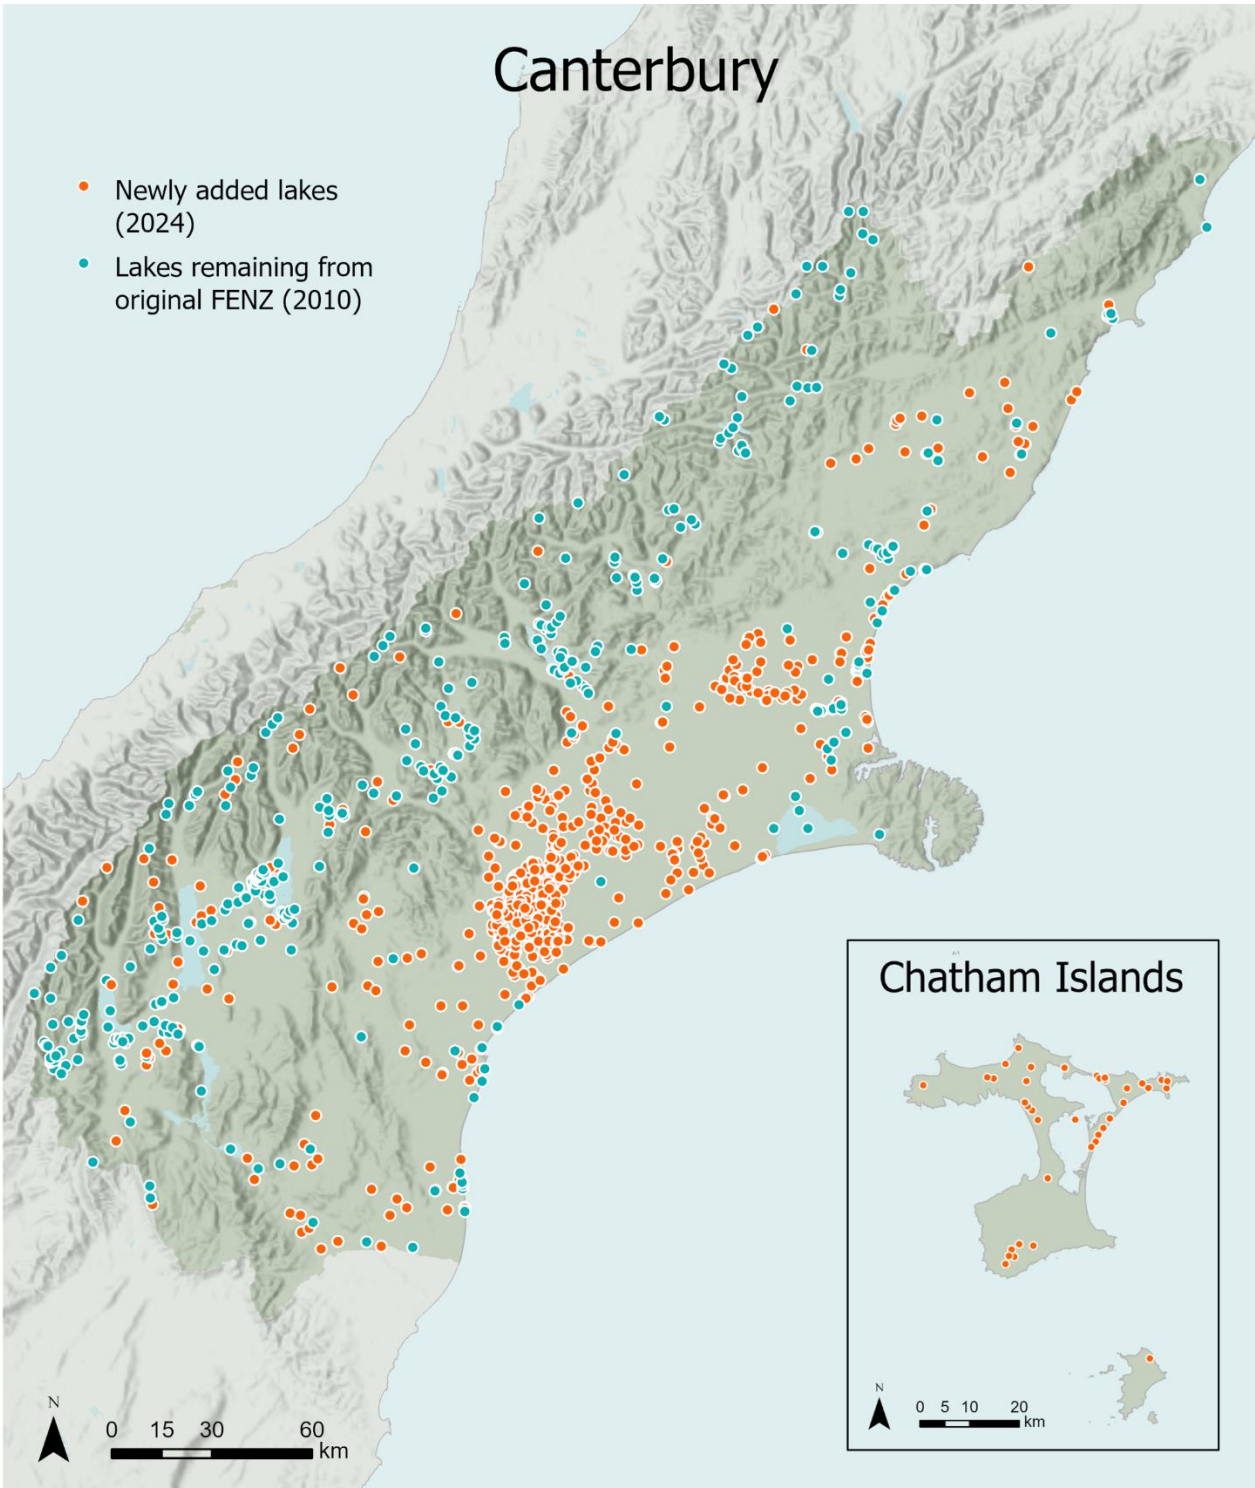 Canterbury
Newly added lakes
(2024)
Lakes remaining from
original FENZ (2010)
Chatham Islands
N
0 5 10 20
km
N
0 15 30 60
km